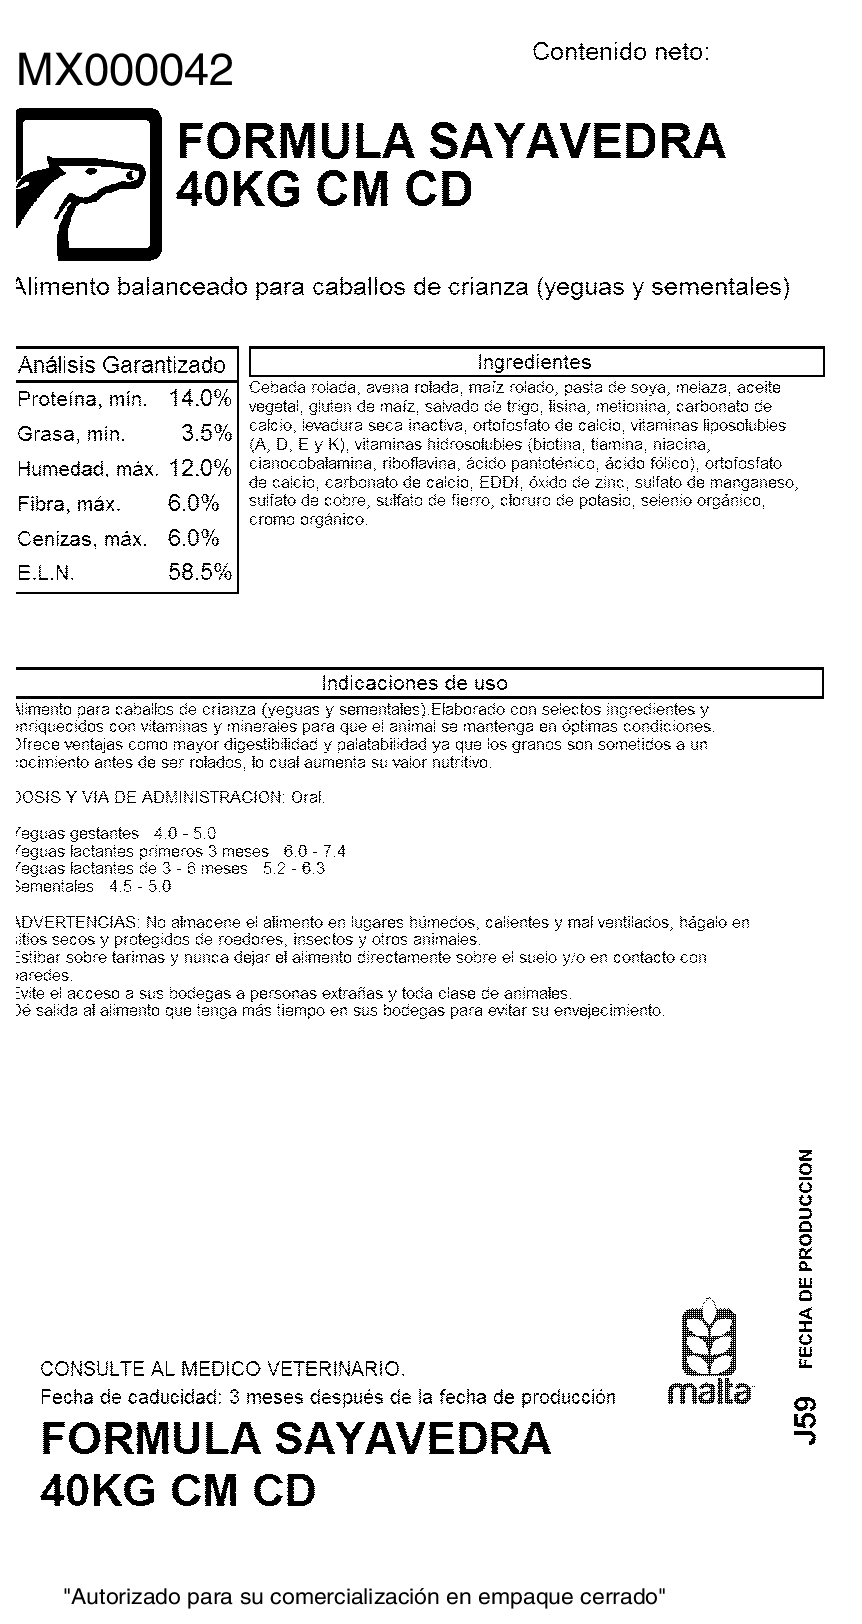 MX000042
Contenido neto:
FORMULA SAYAVEDRA
40KG CM CD
Alimento balanceado para caballos de crianza (yeguas y sementales)
Análisis Garantizado
Proteína, mín. 14.0%
Grasa, mín. 3.5%
Humedad, máx. 12.0%
Fibra, máx. 6.0%
Cenizas, máx. 6.0%
E.L.N. 58.5%
Ingredientes
Cebada rolada, avena rolada, maíz rolado, pasta de soya, melaza, aceite
vegetal, gluten de maíz, salvado de trigo, lisina, metionina, carbonato de
calcio, levadura seca inactiva, ortofosfato de calcio, vitaminas liposolubles
(A, D, E y K), vitaminas hidrosolubles (biotina, tiamina, niacina,
cianocobalamina, riboflavina, ácido pantoténico, ácido fólico), ortofosfato
de calcio, carbonato de calcio, EDDI, óxido de zinc, sulfato de manganeso,
sulfato de cobre, sulfato de fierro, cloruro de potasio, selenio orgánico,
cromo orgánico.
Indicaciones de uso
Alimento para caballos de crianza (yeguas y sementales).Elaborado con selectos ingredientes y
enriquecidos con vitaminas y minerales para que el animal se mantenga en óptimas condiciones.
Ofrece ventajas como mayor digestibilidad y palatabilidad ya que los granos son sometidos a un
cocimiento antes de ser rolados, lo cual aumenta su valor nutritivo.
DOSIS Y VIA DE ADMINISTRACION: Oral.
Yeguas gestantes 4.0 - 5.0
Yeguas lactantes primeros 3 meses 6.0 - 7.4
Yeguas lactantes de 3 - 6 meses 5.2 - 6.3
Sementales 4.5 - 5.0
ADVERTENCIAS: No almacene el alimento en lugares húmedos, calientes y mal ventilados, hágalo en
sitios secos y protegidos de roedores, insectos y otros animales.
Estibar sobre tarimas y nunca dejar el alimento directamente sobre el suelo y/o en contacto con
paredes.
Evite el acceso a sus bodegas a personas extrañas y toda clase de animales.
Dé salida al alimento que tenga más tiempo en sus bodegas para evitar su envejecimiento.
J59 FECHA DE PRODUCCION
malta
CONSULTE AL MEDICO VETERINARIO.
Fecha de caducidad: 3 meses después de la fecha de producción
FORMULA SAYAVEDRA
40KG CM CD
"Autorizado para su comercialización en empaque cerrado"